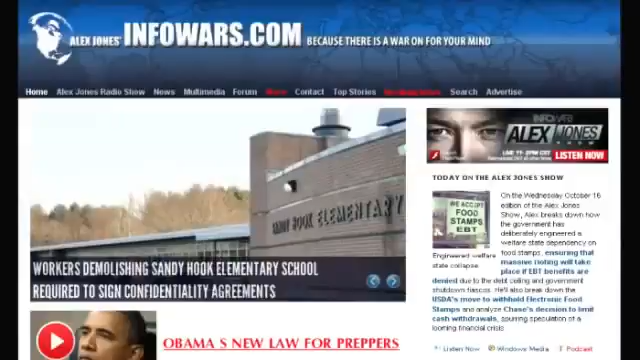 ALEX JONES' INFOWARS.COM BECAUSE THERE IS A WAR ON FOR YOUR MIND
Home Alex Jones Radio Show News Multimedia Forum Contact Top Stories Search Advertise
SANDY HOOK ELEMENTARY
WORKERS DEMOLISHING SANDY HOOK ELEMENTARY SCHOOL
REQUIRED TO SIGN CONFIDENTIALITY AGREEMENTS
OBAMA S NEW LAW FOR PREPPERS
INFOWARS
ALEX JONES
SHOW
LIVE 11-2PM CST
LISTEN NOW
TODAY ON THE ALEX JONES SHOW
WE ACCEPT
FOOD
STAMPS
EBT
Engineered welfare
state collapse
On the Wednesday October 16
edition of the Alex Jones
Show, Alex breaks down how
the government has
deliberately engineered a
welfare state dependency on
food stamps, ensuring that
massive rioting will take
place if EBT benefits are
denied due to the debt ceiling and government
shutdown fiascos. He'll also break down the
USDA's move to withhold Electronic Food
Stamps and analyze Chase's decision to limit
cash withdrawals, spurring speculation of a
looming financial crisis
Listen Now Windows Media Podcast